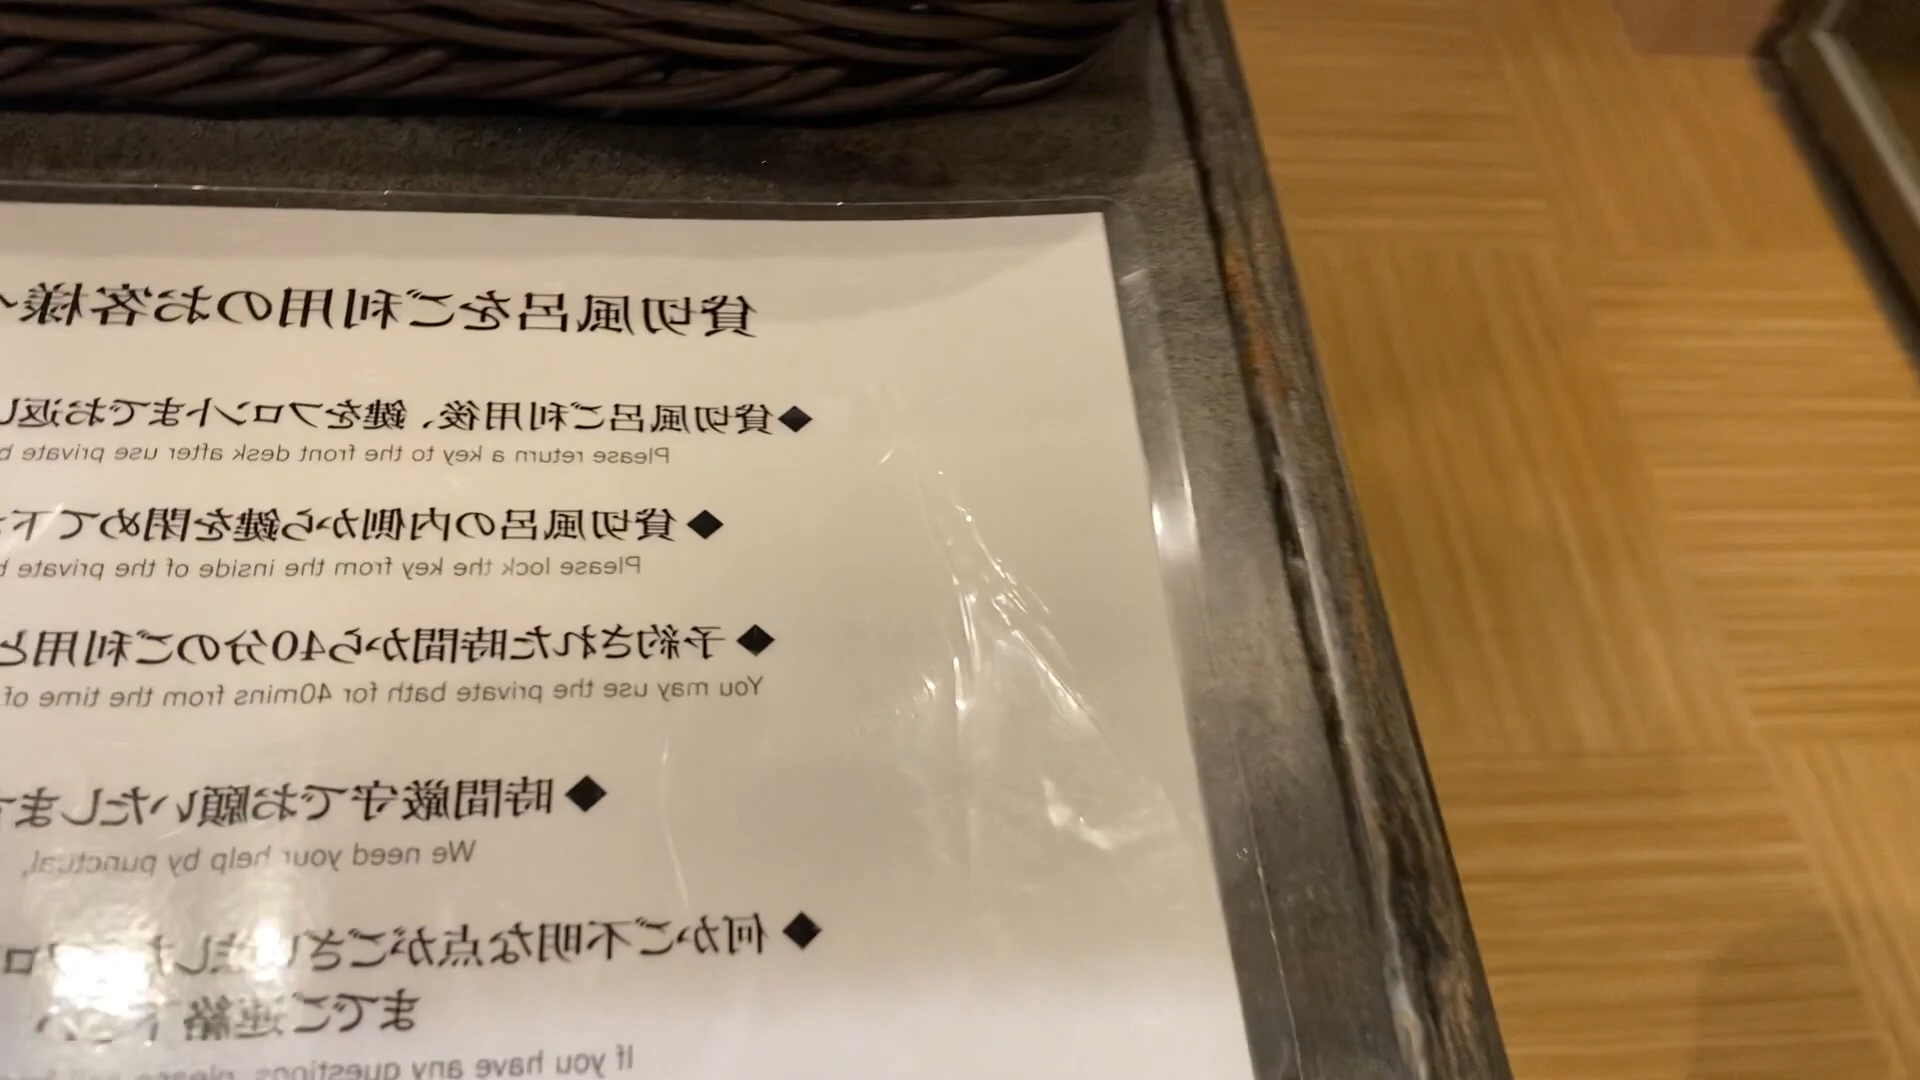 貸切風呂をご利用のお客様へ
◆貸切風呂ご利用後、鍵をフロントまでお返し
Please return a key to the front desk after use private
◆貸切風呂の内側から鍵を閉めて下
Please lock the key from the inside of the private
◆予約された時間から40分のご利用と
You may use the private bath for 40mins from the time of
◆時間厳守でお願いいたしま
We need your help by punctual,
◆何かご不明な点がございましたら
までご連絡下さい
If you have any questions, please